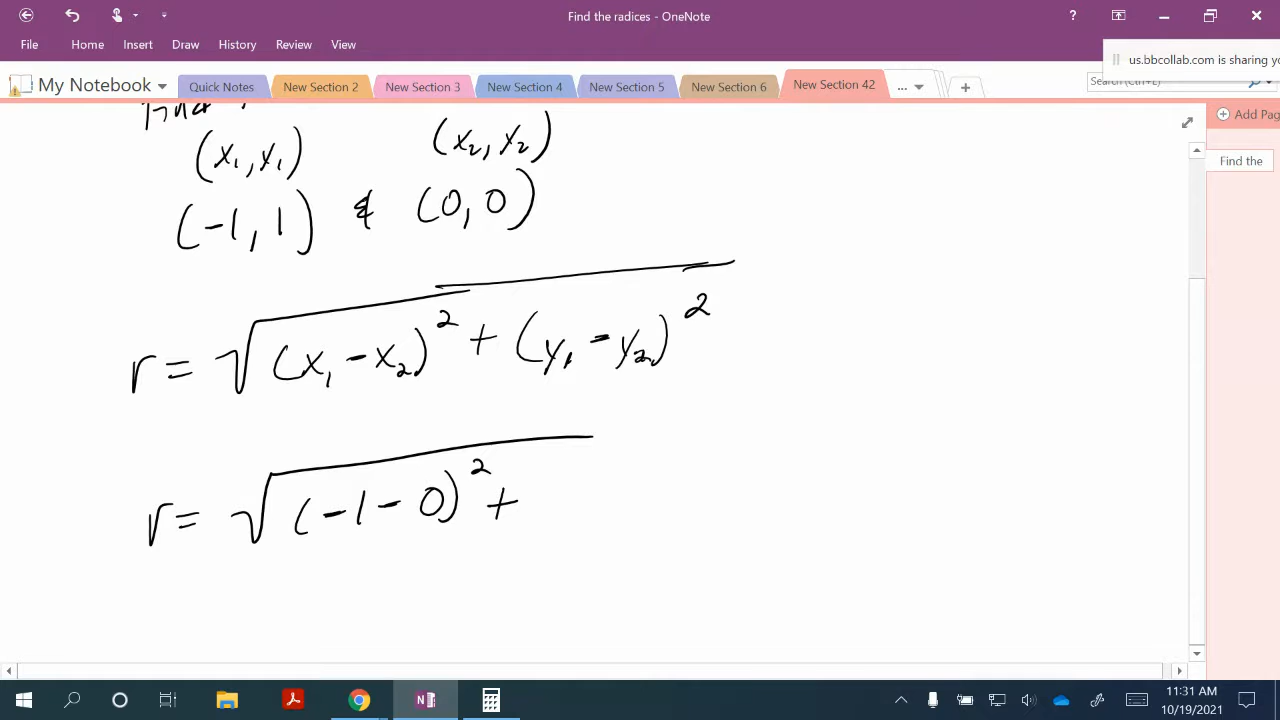 Find the radices - OneNote
?
File Home Insert Draw History Review View
us.bbcollab.com is sharing yo
My Notebook Quick Notes New Section 2 New Section 3 New Section 4 New Section 5 New Section 6 New Section 42 ... Search (Ctrl+E)
Add Pag
Find the
(x₁, y₁) (x₂, y₂)
(-1, 1) & (0, 0)
r = √(x₁ - x₂)² + (y₁ - y₂)²
r = √(-1 - 0)² +
11:31 AM
10/19/2021